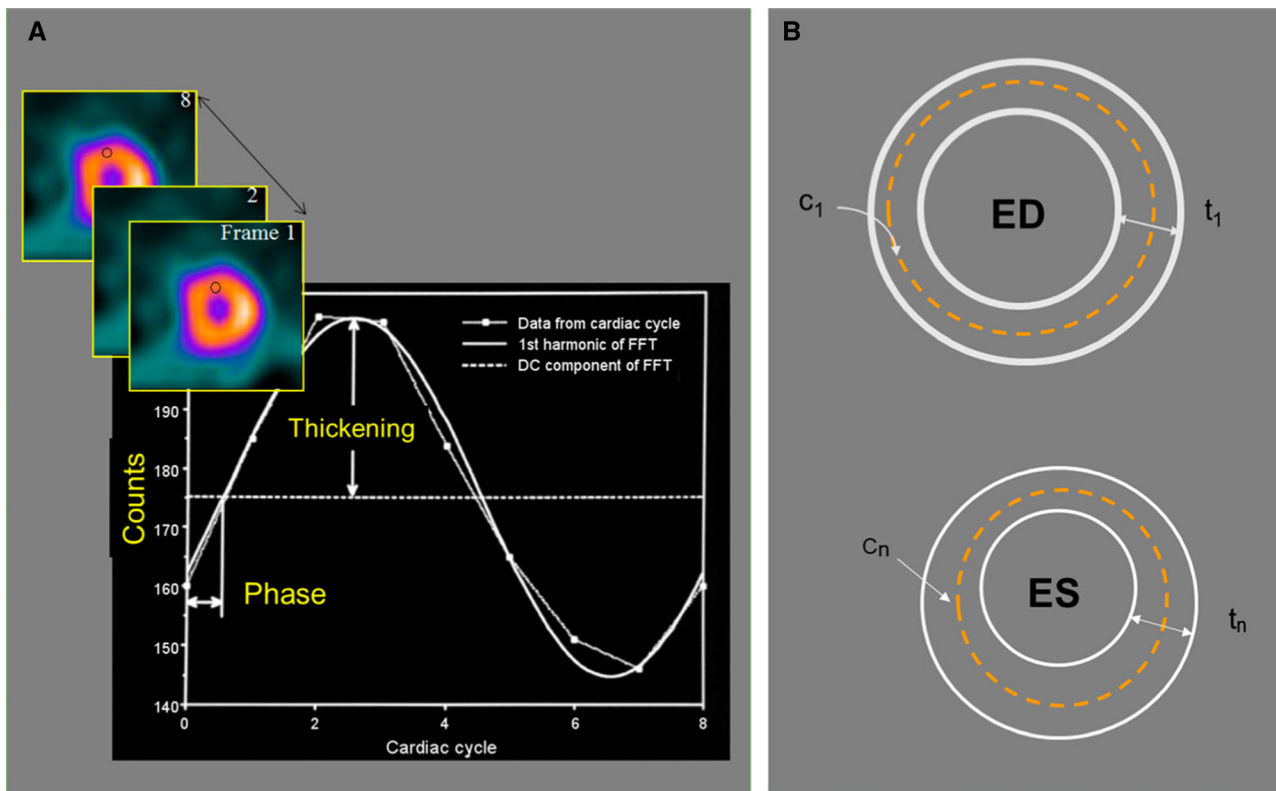 A
8
2
Frame 1
Data from cardiac cycle
1st harmonic of FFT
DC component of FFT
Thickening
Phase
Counts
190
180
170
160
150
140
0
2
4
6
8
Cardiac cycle
B
C1
ED
t1
Cn
ES
tn